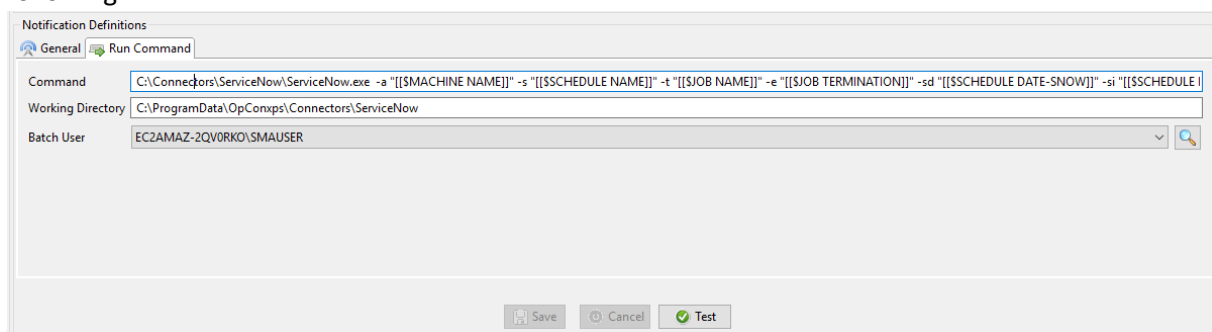 Notification Definitions
General Run Command
Command C:\Connectors\ServiceNow\ServiceNow.exe -a "[[$MACHINE NAME]]" -s "[[$SCHEDULE NAME]]" -t "[[$JOB NAME]]" -e "[[$JOB TERMINATION]]" -sd "[[$SCHEDULE DATE-SNOW]]" -si "[[$SCHEDULE I
Working Directory C:\ProgramData\OpConxps\Connectors\ServiceNow
Batch User EC2AMAZ-2QV0RKO\SMAUSER
Save Cancel Test